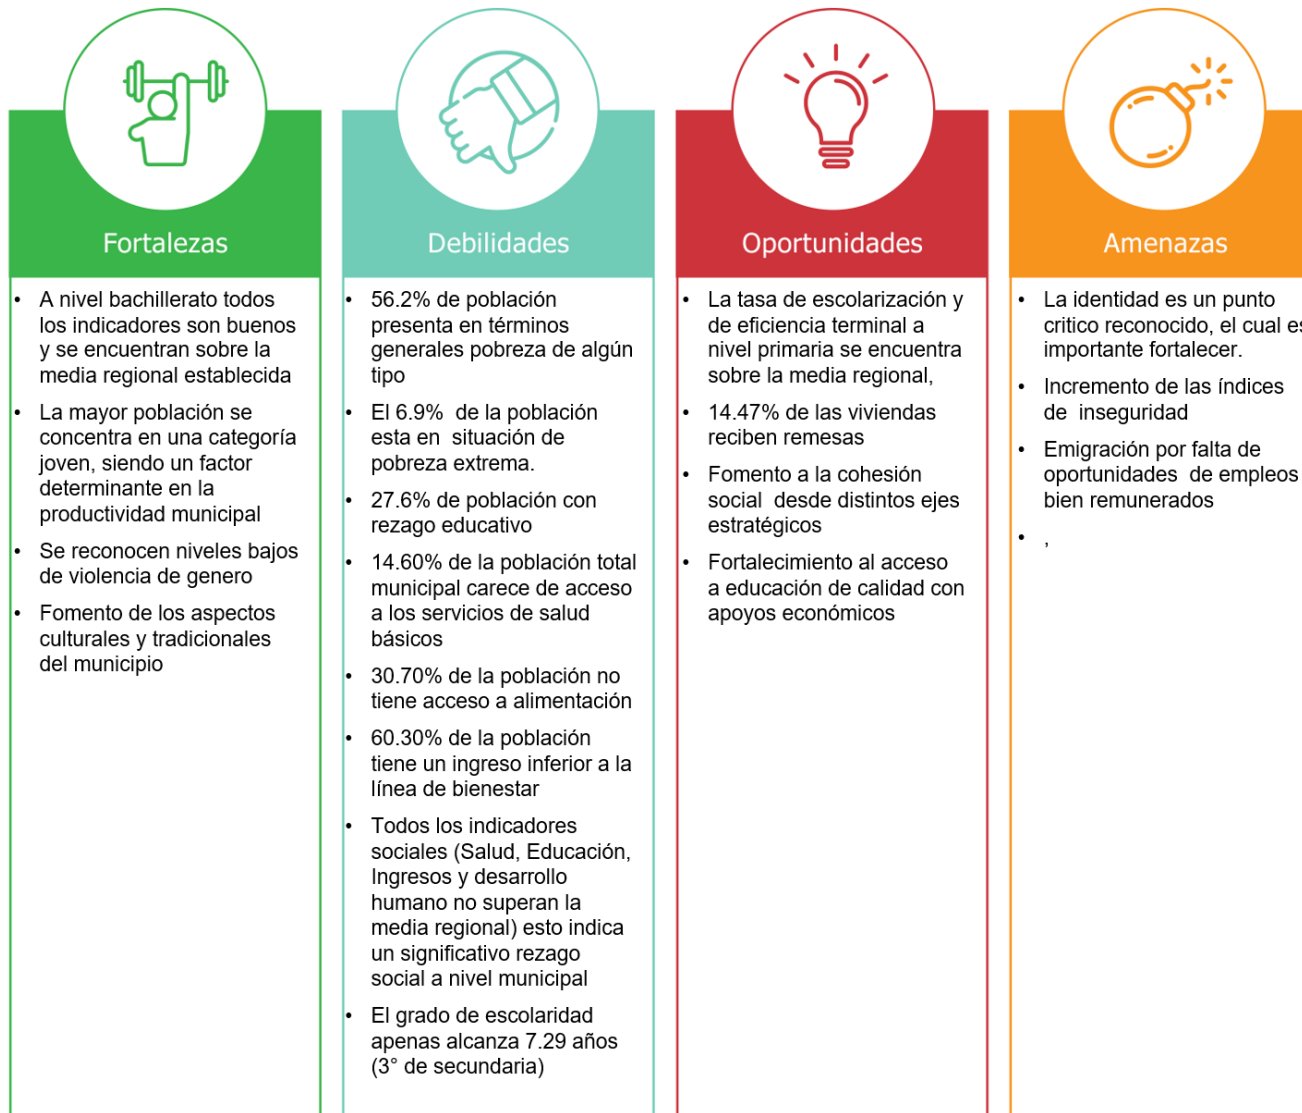 Fortalezas
• A nivel bachillerato todos
los indicadores son buenos
y se encuentran sobre la
media regional establecida
• La mayor población se
concentra en una categoría
joven, siendo un factor
determinante en la
productividad municipal
• Se reconocen niveles bajos
de violencia de genero
• Fomento de los aspectos
culturales y tradicionales
del municipio
Debilidades
• 56.2% de población
presenta en términos
generales pobreza de algún
tipo
• El 6.9% de la población
esta en situación de
pobreza extrema.
• 27.6% de población con
rezago educativo
• 14.60% de la población total
municipal carece de acceso
a los servicios de salud
básicos
• 30.70% de la población no
tiene acceso a alimentación
• 60.30% de la población
tiene un ingreso inferior a la
línea de bienestar
• Todos los indicadores
sociales (Salud, Educación,
Ingresos y desarrollo
humano no superan la
media regional) esto indica
un significativo rezago
social a nivel municipal
• El grado de escolaridad
apenas alcanza 7.29 años
(3° de secundaria)
Oportunidades
• La tasa de escolarización y
de eficiencia terminal a
nivel primaria se encuentra
sobre la media regional,
• 14.47% de las viviendas
reciben remesas
• Fomento a la cohesión
social desde distintos ejes
estratégicos
• Fortalecimiento al acceso
a educación de calidad con
apoyos económicos
Amenazas
• La identidad es un punto
critico reconocido, el cual es
importante fortalecer.
• Incremento de las índices
de inseguridad
• Emigración por falta de
oportunidades de empleos
bien remunerados
• ,